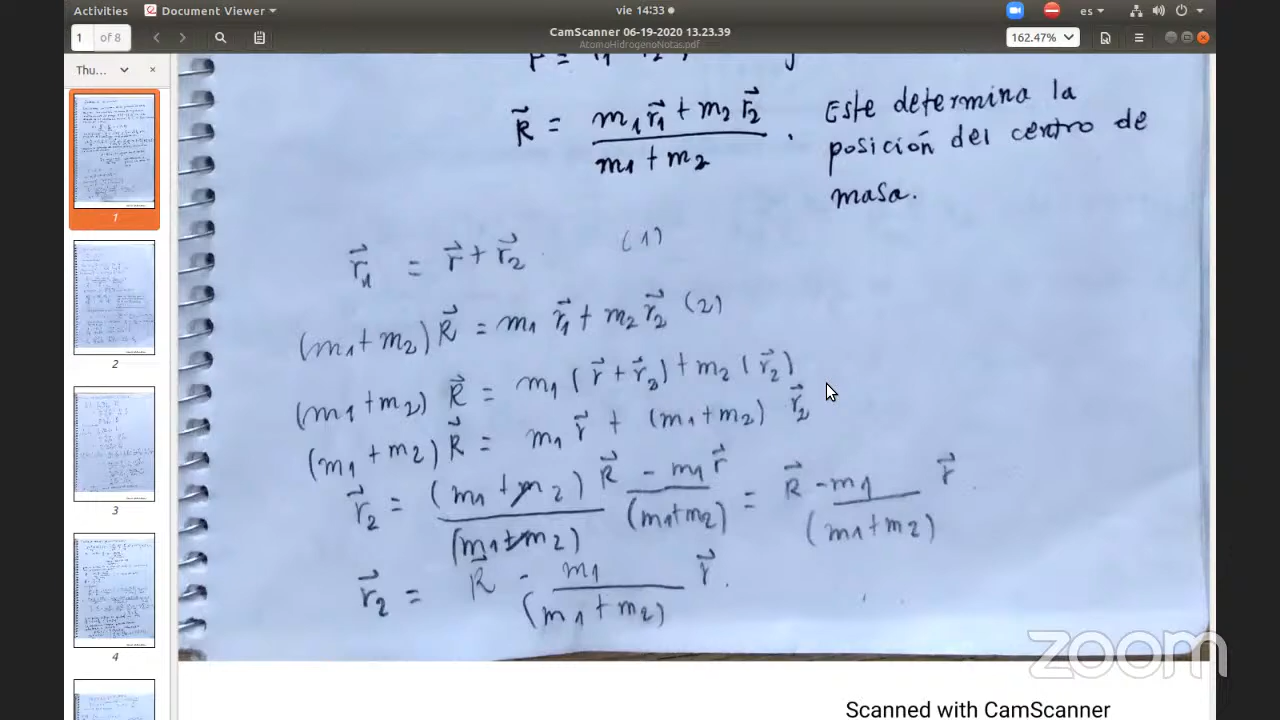 Activities Document Viewer vie 14:33 es
1 of 8 CamScanner 06-19-2020 13.23.39 162.47%
AtomoHidrogenoNotas.pdf
Thu...
1
2
3
4
R⃗ = (m₁r⃗₁ + m₂r⃗₂)/(m₁ + m₂) . Este determina la
posición del centro de
masa.
r⃗₁ = r⃗ + r⃗₂ (1)
(m₁+m₂) R⃗ = m₁ r⃗₁ + m₂ r⃗₂ (2)
(m₁+m₂) R⃗ = m₁ (r⃗ + r⃗₂) + m₂ (r⃗₂)
(m₁+m₂) R⃗ = m₁ r⃗ + (m₁+m₂) r⃗₂
r⃗₂ = (m₁+m₂) R⃗/(m₁+m₂) - m₁ r⃗/(m₁+m₂) = R⃗ - m₁/(m₁+m₂) r⃗
r⃗₂ = R⃗ - m₁/(m₁+m₂) r⃗.
zoom
Scanned with CamScanner